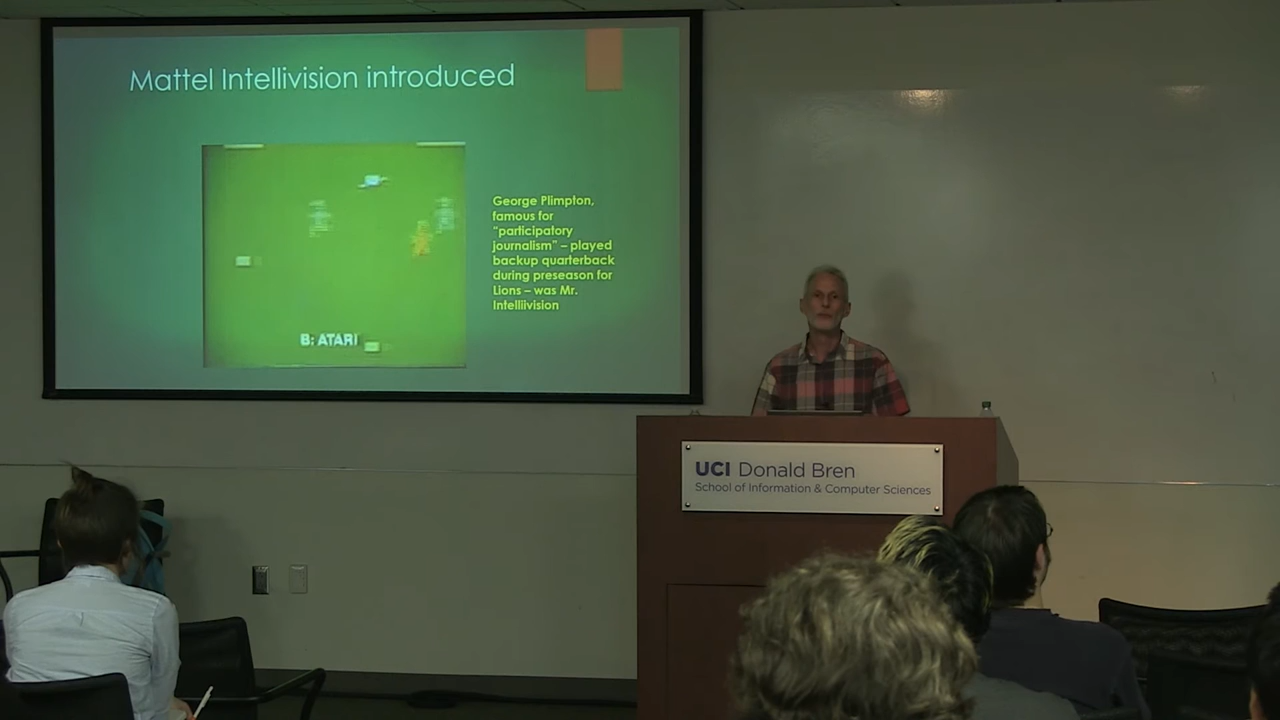 Mattel Intellivision introduced
George Plimpton,
famous for
“participatory
journalism” – played
backup quarterback
during preseason for
Lions – was Mr.
Intelliivision
B: ATARI
UCI Donald Bren
School of Information & Computer Sciences